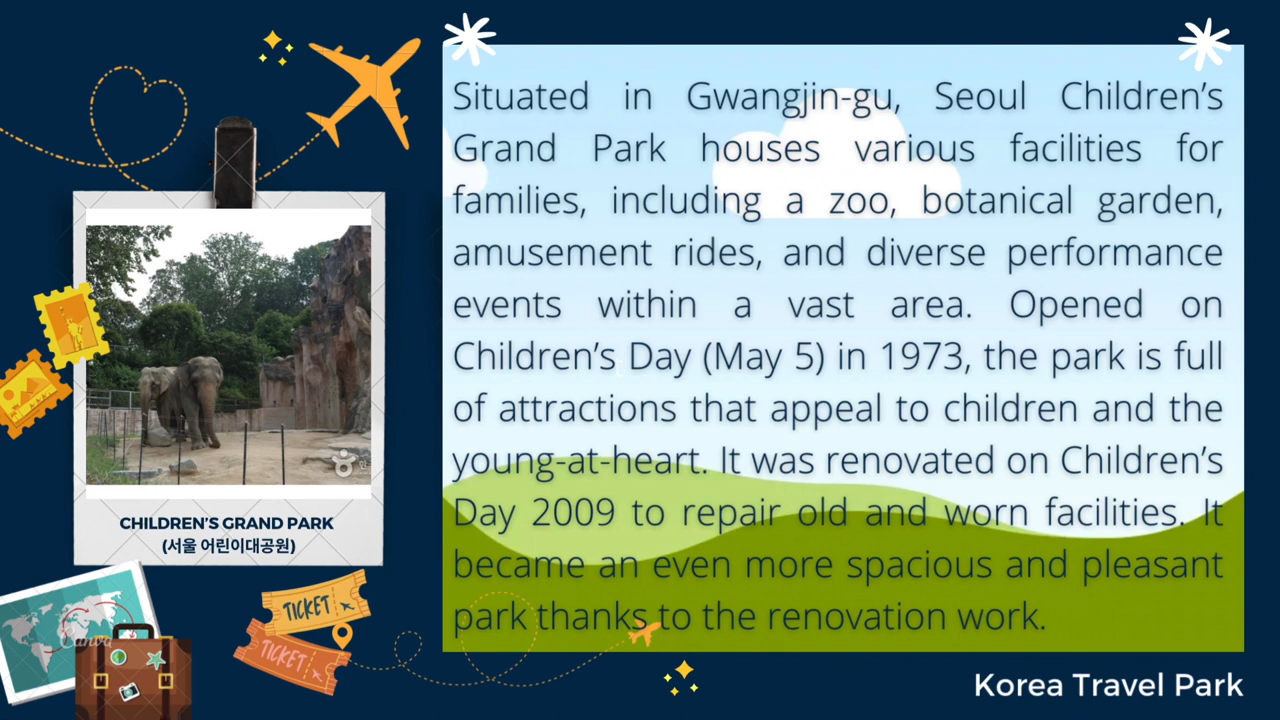 Situated in Gwangjin-gu, Seoul Children’s
Grand Park houses various facilities for
families, including a zoo, botanical garden,
amusement rides, and diverse performance
events within a vast area. Opened on
Children’s Day (May 5) in 1973, the park is full
of attractions that appeal to children and the
young-at-heart. It was renovated on Children’s
Day 2009 to repair old and worn facilities. It
became an even more spacious and pleasant
park thanks to the renovation work.
CHILDREN’S GRAND PARK
(서울 어린이대공원)
TICKET
TICKET
Canva
Korea Travel Park